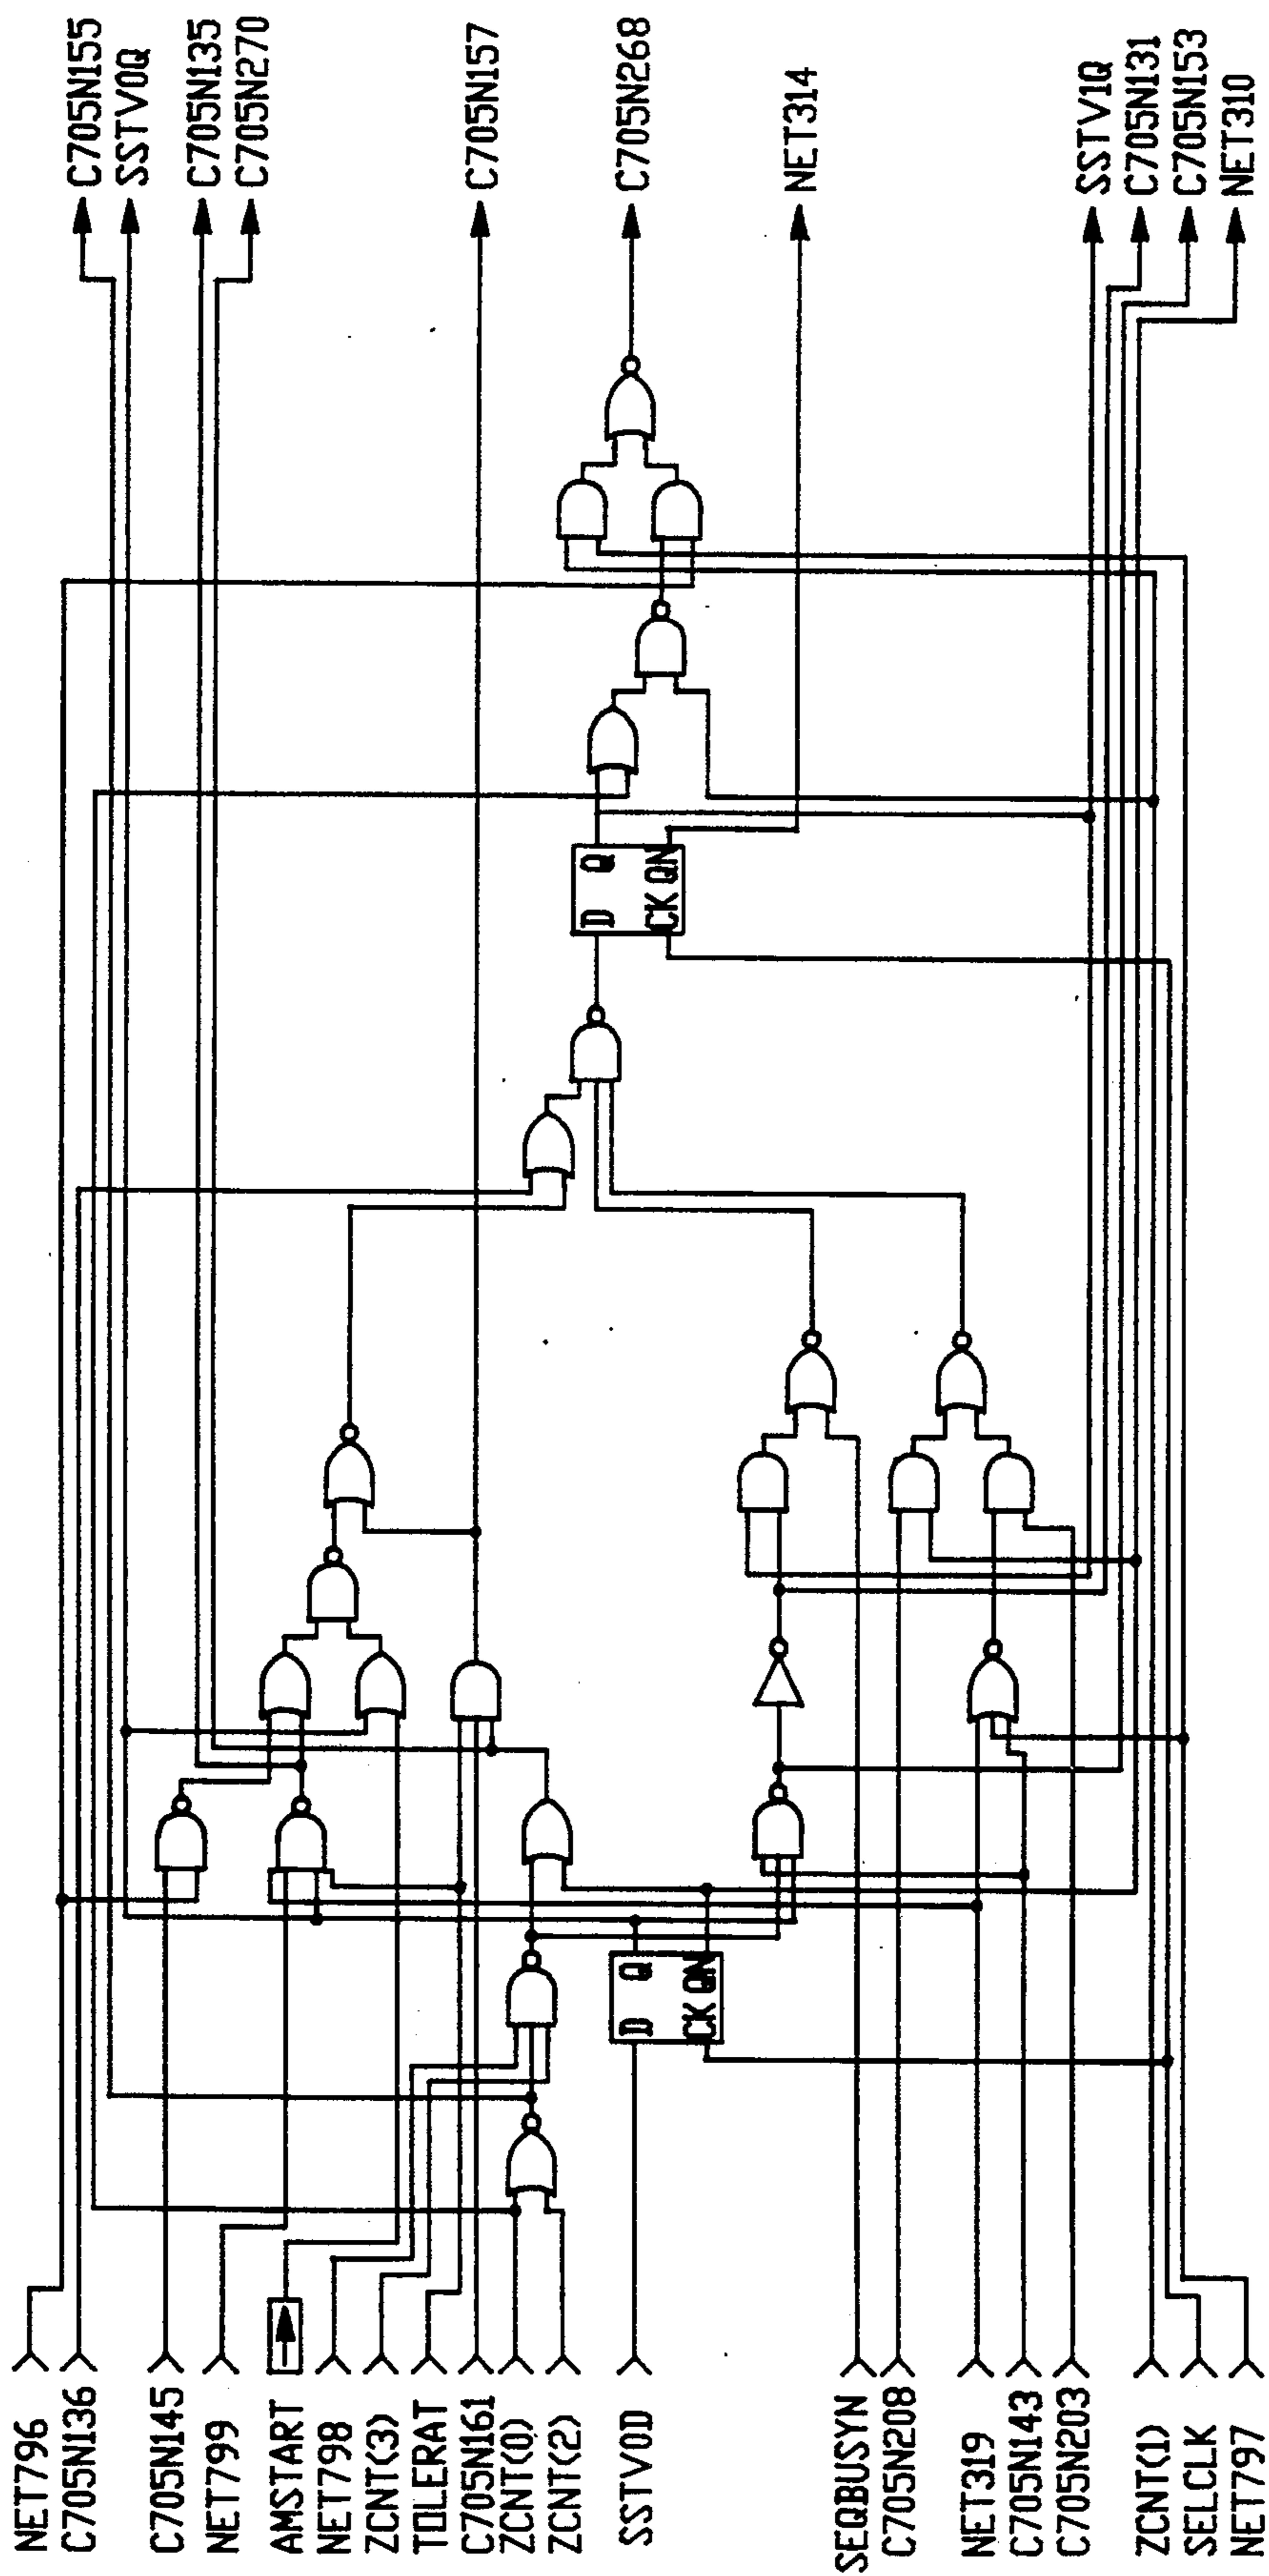 NET796
C705N136
C705N145
NET799
AMSTART
NET798
ZCNT(3)
TOLERAT
C705N161
ZCNT(0)
ZCNT(2)
SSTV0D
SEQBUSYN
C705N208
NET319
C705N143
C705N203
ZCNT(1)
SELCLK
NET797
D Q
CK QN
D Q
CK QN
C705N155
SSTV0Q
C705N135
C705N270
C705N157
C705N268
NET314
SSTV1Q
C705N131
C705N153
NET310